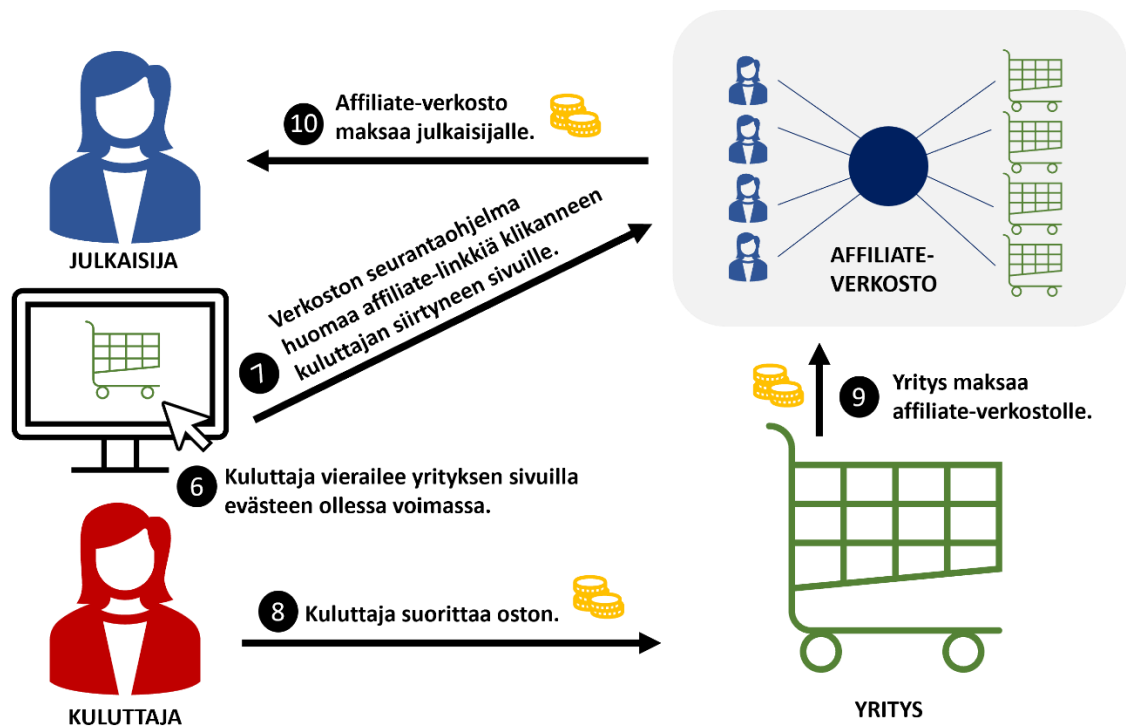 10
Affiliate-verkosto
maksaa julkaisijalle.
JULKAISIJA
AFFILIATE-
VERKOSTO
7
Verkoston seurantaohjelma
huomaa affiliate-linkkiä klikanneen
kuluttajan siirtyneen sivuille.
6
Kuluttaja vierailee yrityksen sivuilla
evästeen ollessa voimassa.
9
Yritys maksaa
affiliate-verkostolle.
8
Kuluttaja suorittaa oston.
KULUTTAJA
YRITYS